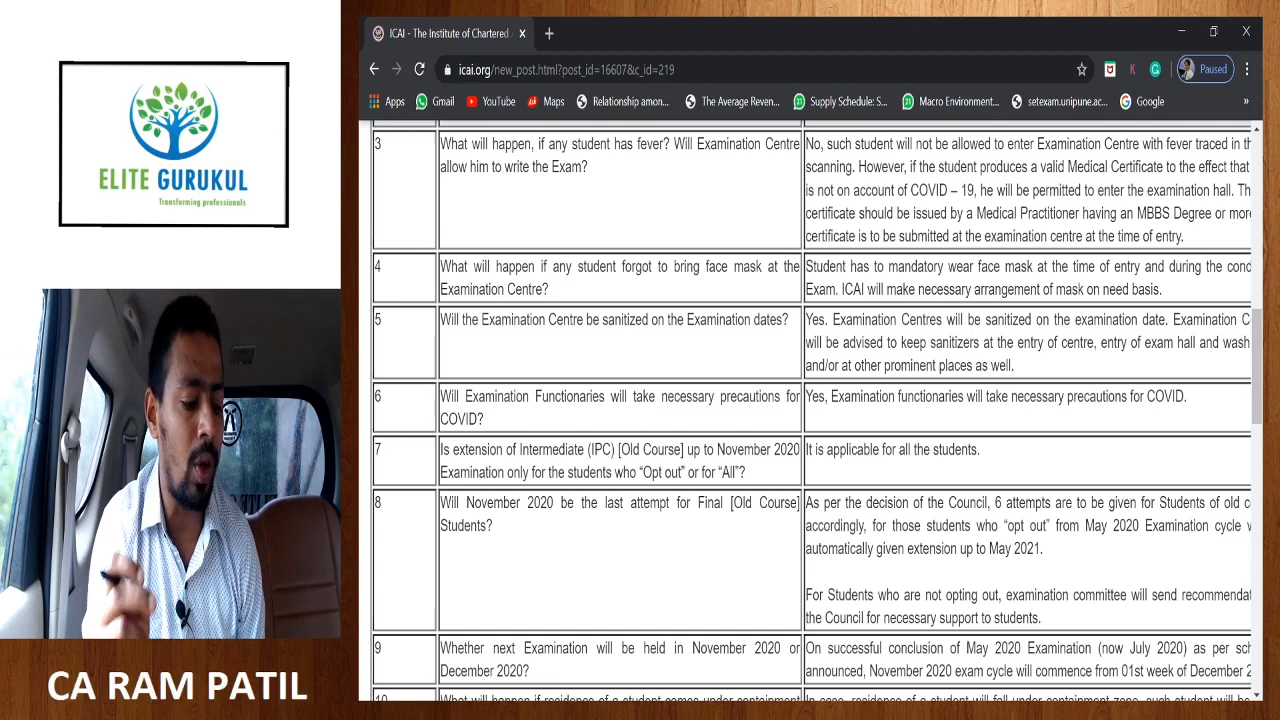 ELITE GURUKUL
Transforming professionals
CA RAM PATIL
ICAI - The Institute of Chartered
icai.org/new_post.html?post_id=16607&c_id=219
Paused
Apps Gmail YouTube Maps Relationship amon... The Average Reven... Supply Schedule: S... Macro Environment... setexam.unipune.ac... Google »
3
What will happen, if any student has fever? Will Examination Centre
allow him to write the Exam?
No, such student will not be allowed to enter Examination Centre with fever traced in
scanning. However, if the student produces a valid Medical Certificate to the effect that
is not on account of COVID – 19, he will be permitted to enter the examination hall.
certificate should be issued by a Medical Practitioner having an MBBS Degree or
certificate is to be submitted at the examination centre at the time of entry.
4
What will happen if any student forgot to bring face mask at the
Examination Centre?
Student has to mandatory wear face mask at the time of entry and during the
Exam. ICAI will make necessary arrangement of mask on need basis.
5
Will the Examination Centre be sanitized on the Examination dates?
Yes. Examination Centres will be sanitized on the examination date. Examination
will be advised to keep sanitizers at the entry of centre, entry of exam hall and wash
and/or at other prominent places as well.
6
Will Examination Functionaries will take necessary precautions for
COVID?
Yes, Examination functionaries will take necessary precautions for COVID.
7
Is extension of Intermediate (IPC) [Old Course] up to November 2020
Examination only for the students who “Opt out” or for “All”?
It is applicable for all the students.
8
Will November 2020 be the last attempt for Final [Old Course]
Students?
As per the decision of the Council, 6 attempts are to be given for Students of old
accordingly, for those students who “opt out” from May 2020 Examination cycle
automatically given extension up to May 2021.
For Students who are not opting out, examination committee will send
the Council for necessary support to students.
9
Whether next Examination will be held in November 2020 or
December 2020?
On successful conclusion of May 2020 Examination (now July 2020) as per
announced, November 2020 exam cycle will commence from 01st week of December